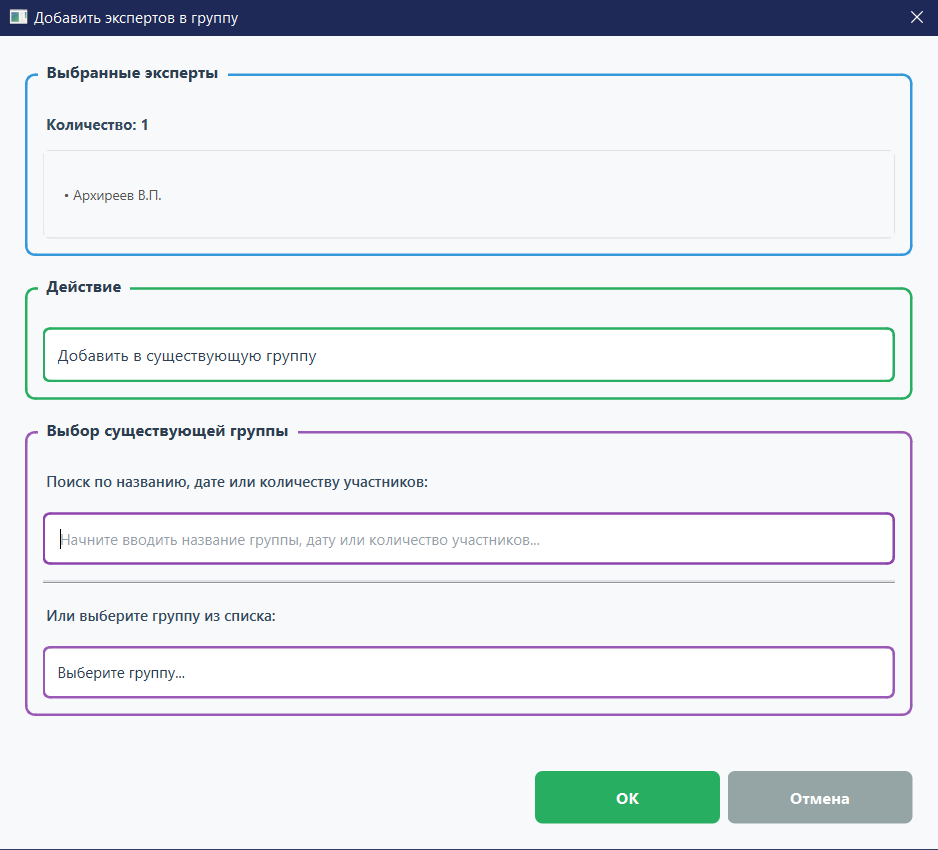 Добавить экспертов в группу
Выбранные эксперты
Количество: 1
• Архиреев В.П.
Действие
Добавить в существующую группу
Выбор существующей группы
Поиск по названию, дате или количеству участников:
Начните вводить название группы, дату или количество участников...
Или выберите группу из списка:
Выберите группу...
ОК
Отмена